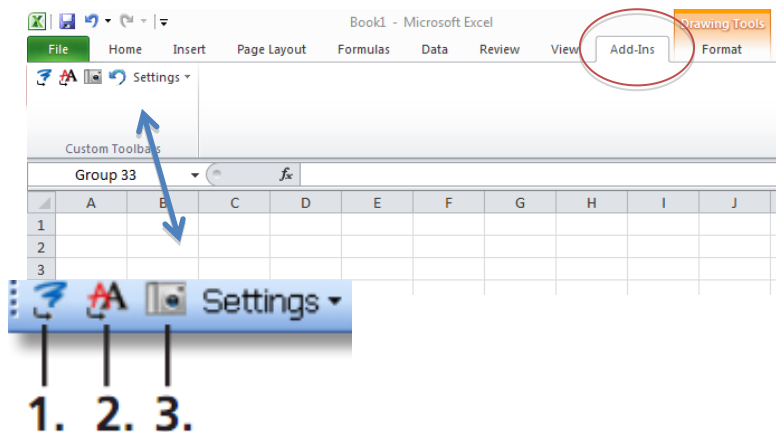 Book1 - Microsoft Excel
Drawing Tools
File Home Insert Page Layout Formulas Data Review View Add-Ins Format
Settings
Custom Toolbars
Group 33 fx
A B C D E F G H I J
1
2
3
Settings
1. 2. 3.